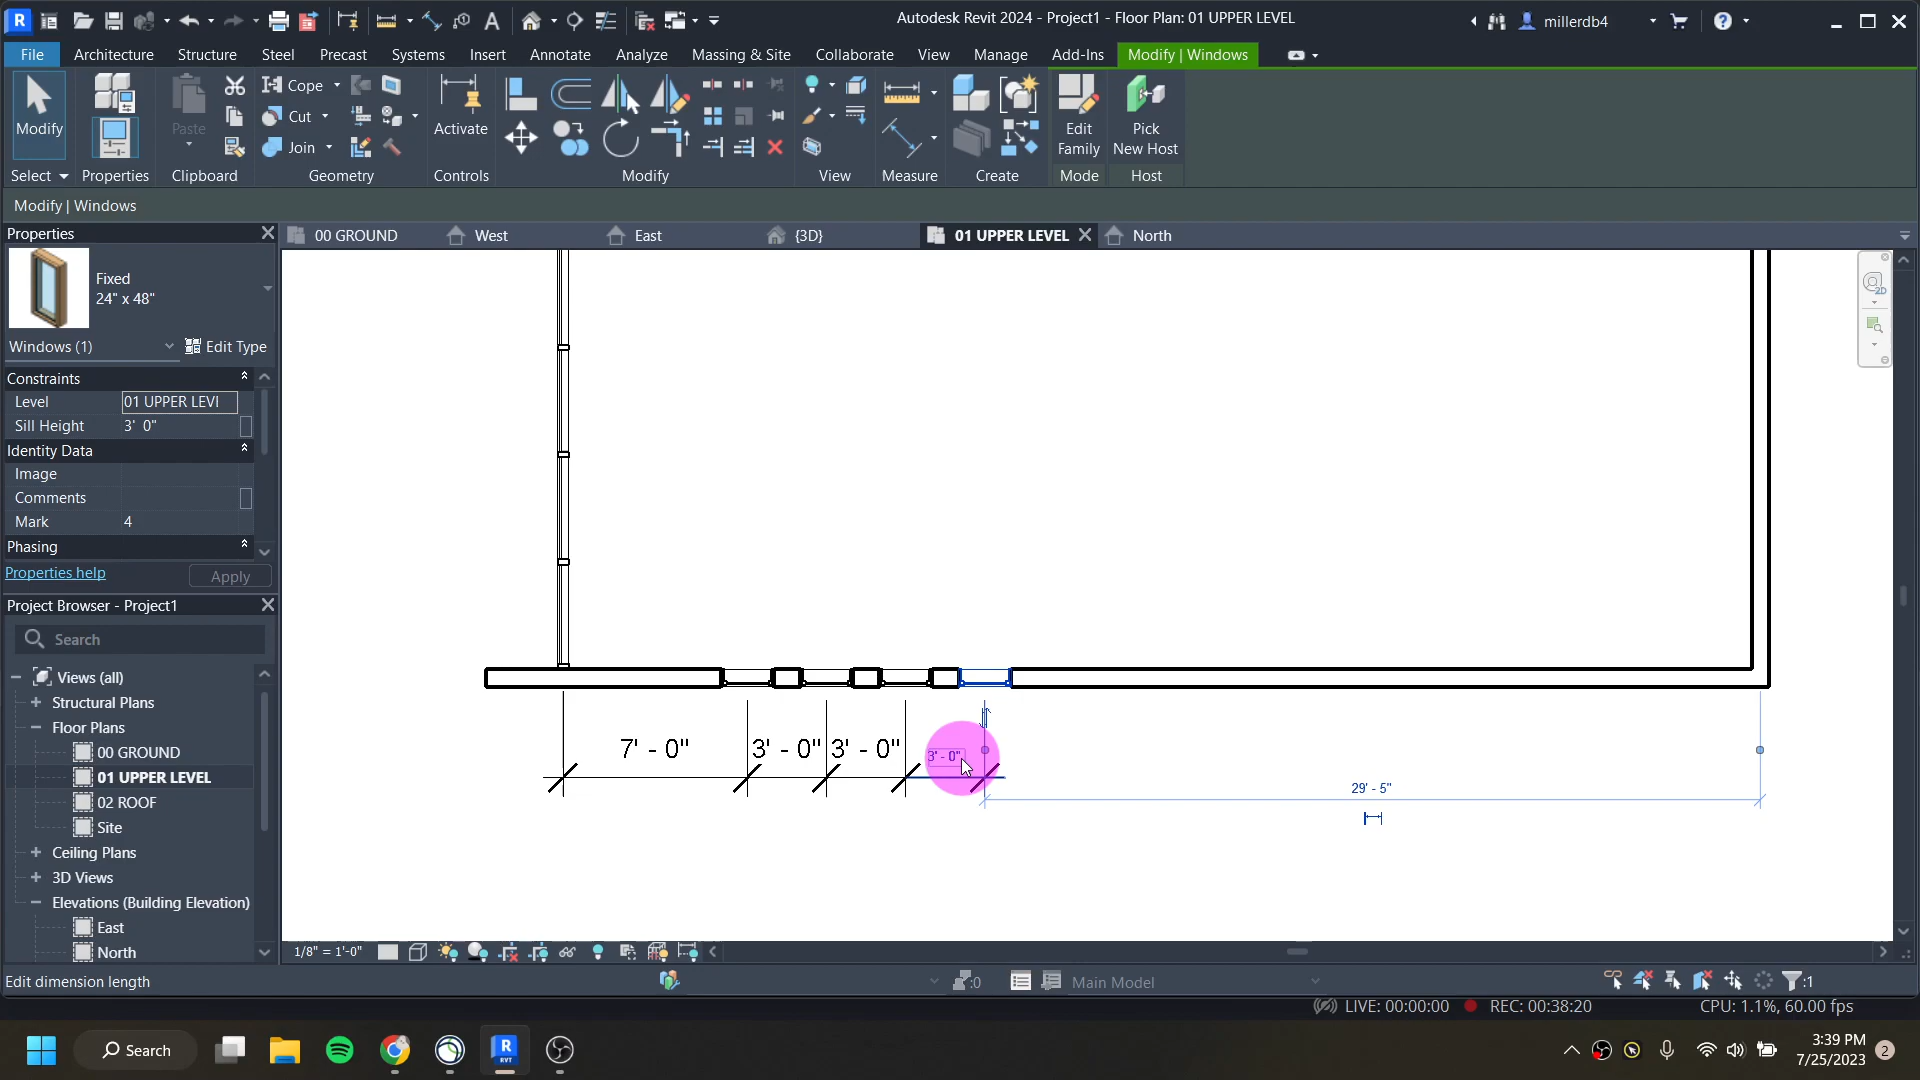 Autodesk Revit 2024 - Project1 - Floor Plan: 01 UPPER LEVEL
millerdb4
File
Architecture
Structure
Steel
Precast
Systems
Insert
Annotate
Analyze
Massing & Site
Collaborate
View
Manage
Add-Ins
Modify | Windows
Modify
Select
Properties
Paste
Clipboard
Cope
Cut
Join
Geometry
Activate
Controls
Modify
View
Measure
Create
Edit
Family
Mode
Pick
New Host
Host
Modify | Windows
Properties
Fixed
24" x 48"
Windows (1)
Edit Type
Constraints
Level
01 UPPER LEVI
Sill Height
3'  0"
Identity Data
Image
Comments
Mark
4
Phasing
Properties help
Apply
Project Browser - Project1
Search
Views (all)
Structural Plans
Floor Plans
00 GROUND
01 UPPER LEVEL
02 ROOF
Site
Ceiling Plans
3D Views
Elevations (Building Elevation)
East
North
00 GROUND
West
East
{3D}
01 UPPER LEVEL
North
2D
7' - 0"
3' - 0"
3' - 0"
3' - 0"
29' - 5"
1/8" = 1'-0"
Edit dimension length
:0
Main Model
:1
LIVE: 00:00:00
REC: 00:38:20
CPU: 1.1%, 60.00 fps
Search
R
RVT
3:39 PM
7/25/2023
2